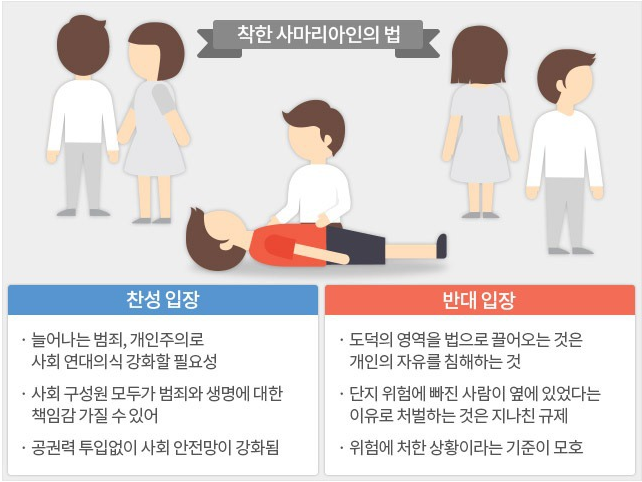 착한 사마리아인의 법
찬성 입장
· 늘어나는 범죄, 개인주의로
사회 연대의식 강화할 필요성
· 사회 구성원 모두가 범죄와 생명에 대한
책임감 가질 수 있어
· 공권력 투입없이 사회 안전망이 강화됨
반대 입장
· 도덕의 영역을 법으로 끌어오는 것은
개인의 자유를 침해하는 것
· 단지 위험에 빠진 사람이 옆에 있었다는
이유로 처벌하는 것은 지나친 규제
· 위험에 처한 상황이라는 기준이 모호